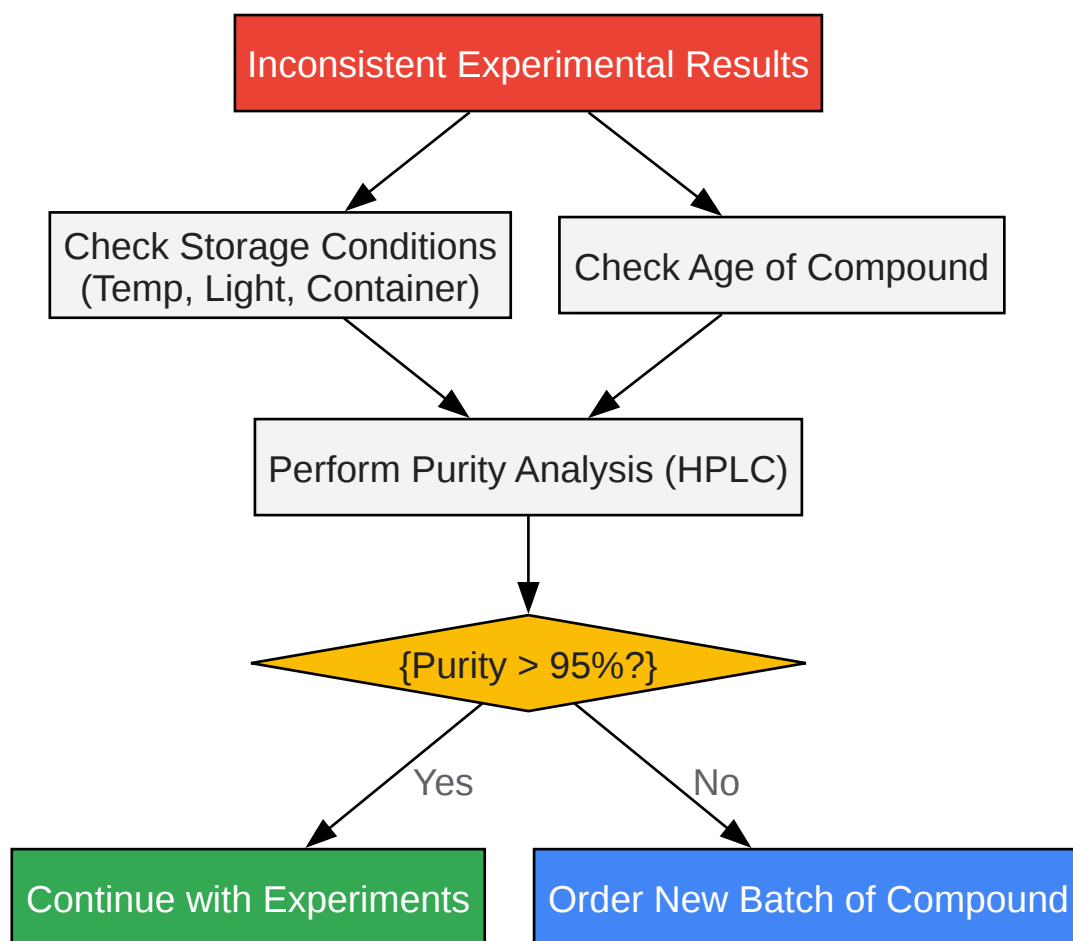 Inconsistent Experimental Results
Check Storage Conditions
(Temp, Light, Container)
Check Age of Compound
Perform Purity Analysis (HPLC)
{Purity > 95%?}
Yes
No
Continue with Experiments
Order New Batch of Compound